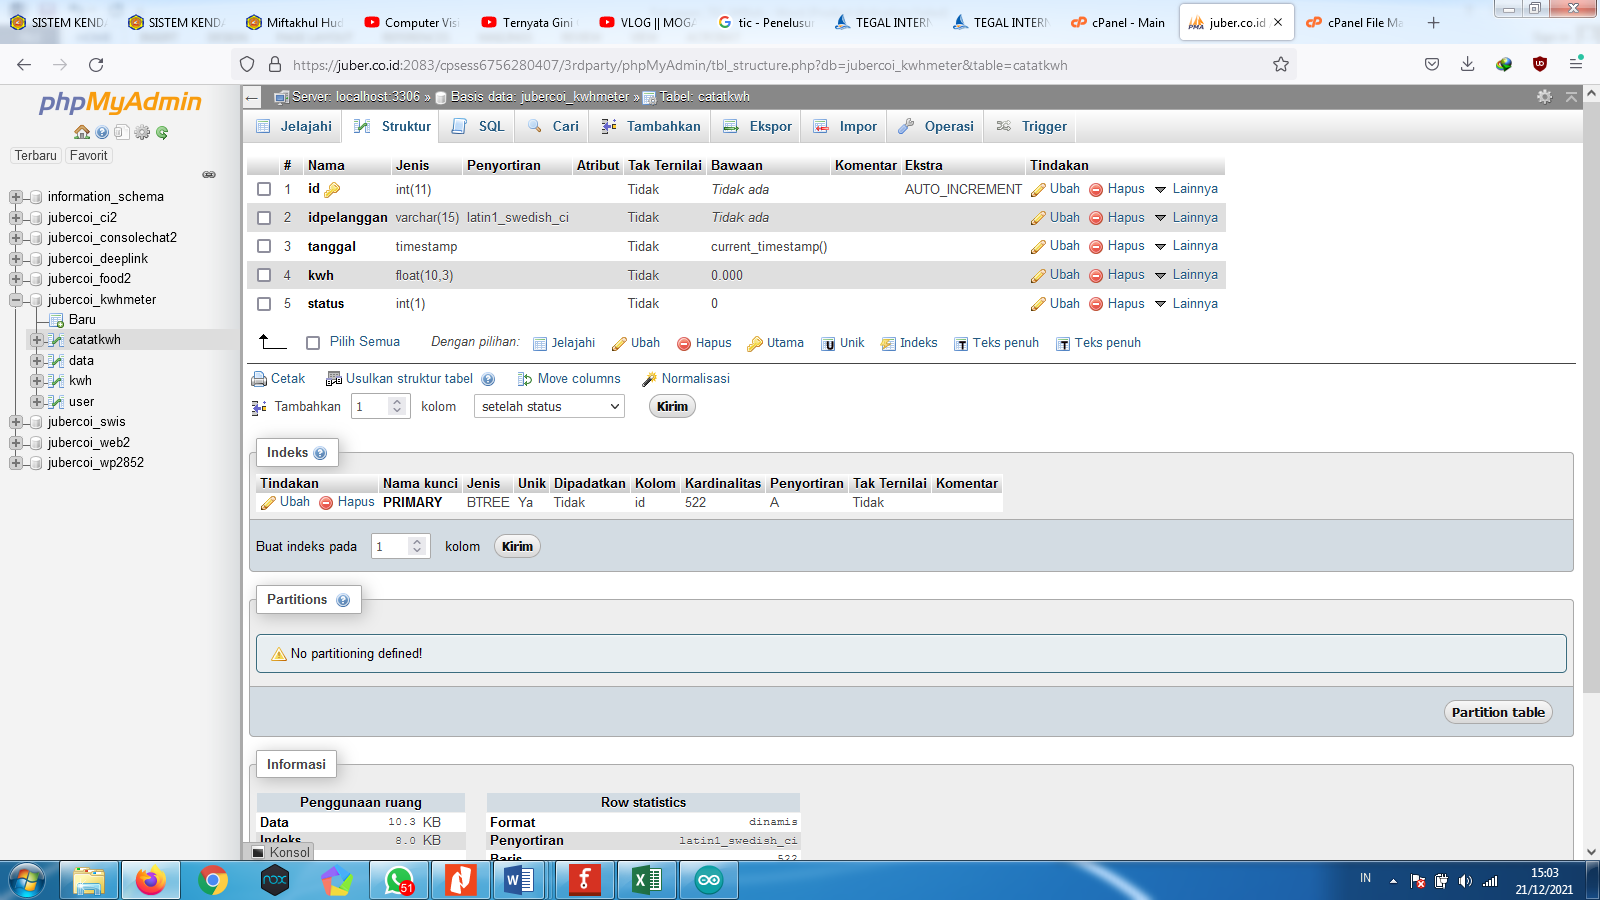 SISTEM KENDA
SISTEM KENDA
Miftakhul Hud
Computer Vis
Ternyata Gini
VLOG || MOGA
tic - Penelusur
TEGAL INTERN
TEGAL INTERN
cPanel - Main
juber.co.id
cPanel File Ma
https://juber.co.id:2083/cpsess6756280407/3rdparty/phpMyAdmin/tbl_structure.php?db=jubercoi_kwhmeter&table=catatkwh
phpMyAdmin
Terbaru Favorit
information_schema
jubercoi_ci2
jubercoi_consolechat2
jubercoi_deeplink
jubercoi_food2
jubercoi_kwhmeter
Baru
catatkwh
data
kwh
user
jubercoi_swis
jubercoi_web2
jubercoi_wp2852
Server: localhost:3306 » Basis data: jubercoi_kwhmeter » Tabel: catatkwh
Jelajahi Struktur SQL Cari Tambahkan Ekspor Impor Operasi Trigger
# Nama Jenis Penyortiran Atribut Tak Ternilai Bawaan Komentar Ekstra Tindakan
1 id int(11) Tidak Tidak ada AUTO_INCREMENT Ubah Hapus Lainnya
2 idpelanggan varchar(15) latin1_swedish_ci Tidak Tidak ada Ubah Hapus Lainnya
3 tanggal timestamp Tidak current_timestamp() Ubah Hapus Lainnya
4 kwh float(10,3) Tidak 0.000 Ubah Hapus Lainnya
5 status int(1) Tidak 0 Ubah Hapus Lainnya
Pilih Semua Dengan pilihan: Jelajahi Ubah Hapus Utama Unik Indeks Teks penuh Teks penuh
Cetak Usulkan struktur tabel Move columns Normalisasi
Tambahkan 1 kolom setelah status Kirim
Indeks
Tindakan Nama kunci Jenis Unik Dipadatkan Kolom Kardinalitas Penyortiran Tak Ternilai Komentar
Ubah Hapus PRIMARY BTREE Ya Tidak id 522 A Tidak
Buat indeks pada 1 kolom Kirim
Partitions
No partitioning defined!
Partition table
Informasi
Penggunaan ruang
Data 10.3 KB
Indeks 8.0 KB
Row statistics
Format dinamis
Penyortiran latin1_swedish_ci
Baris 522
Konsol
51
IN
15:03
21/12/2021